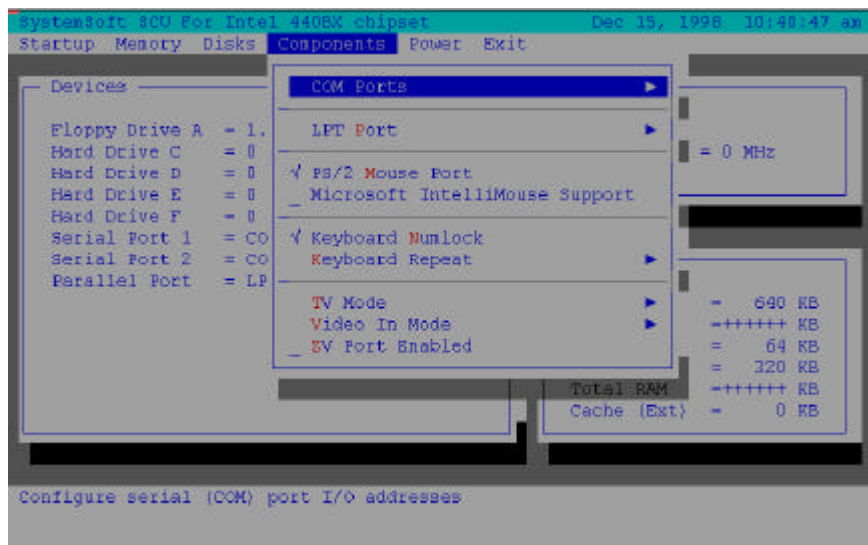 SystemSoft SCU For Intel 440BX chipset Dec 15, 1998 10:40:47 am
Startup Memory Disks Components Power Exit
Devices
Floppy Drive A = 1.
Hard Drive C = 0
Hard Drive D = 0
Hard Drive E = 0
Hard Drive F = 0
Serial Port 1 = CO
Serial Port 2 = CO
Parallel Port = LP
COM Ports ►
LPT Port ►
√ PS/2 Mouse Port
_ Microsoft IntelliMouse Support
√ Keyboard Numlock
Keyboard Repeat ►
TV Mode ►
Video In Mode ►
_ ZV Port Enabled
= 0 MHz
= 640 KB
=++++++ KB
= 64 KB
= 320 KB
Total RAM =++++++ KB
Cache (Ext) = 0 KB
Configure serial (COM) port I/O addresses